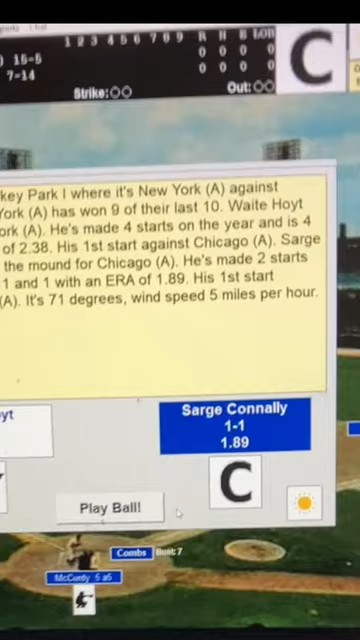 1 2 3 4 5 6 7 8 9 R H E LOB
) 15=5 0 0 0 0
7=14 0 0 0 0
Strike: Out:
C
key Park I where it's New York (A) against
York (A) has won 9 of their last 10. Waite Hoyt
ork (A). He's made 4 starts on the year and is 4
of 2.38. His 1st start against Chicago (A). Sarge
the mound for Chicago (A). He's made 2 starts
1 and 1 with an ERA of 1.89. His 1st start
(A). It's 71 degrees, wind speed 5 miles per hour.
yt
Sarge Connally
1-1
1.89
C
Play Ball!
Combs
McCurdy 5 a5